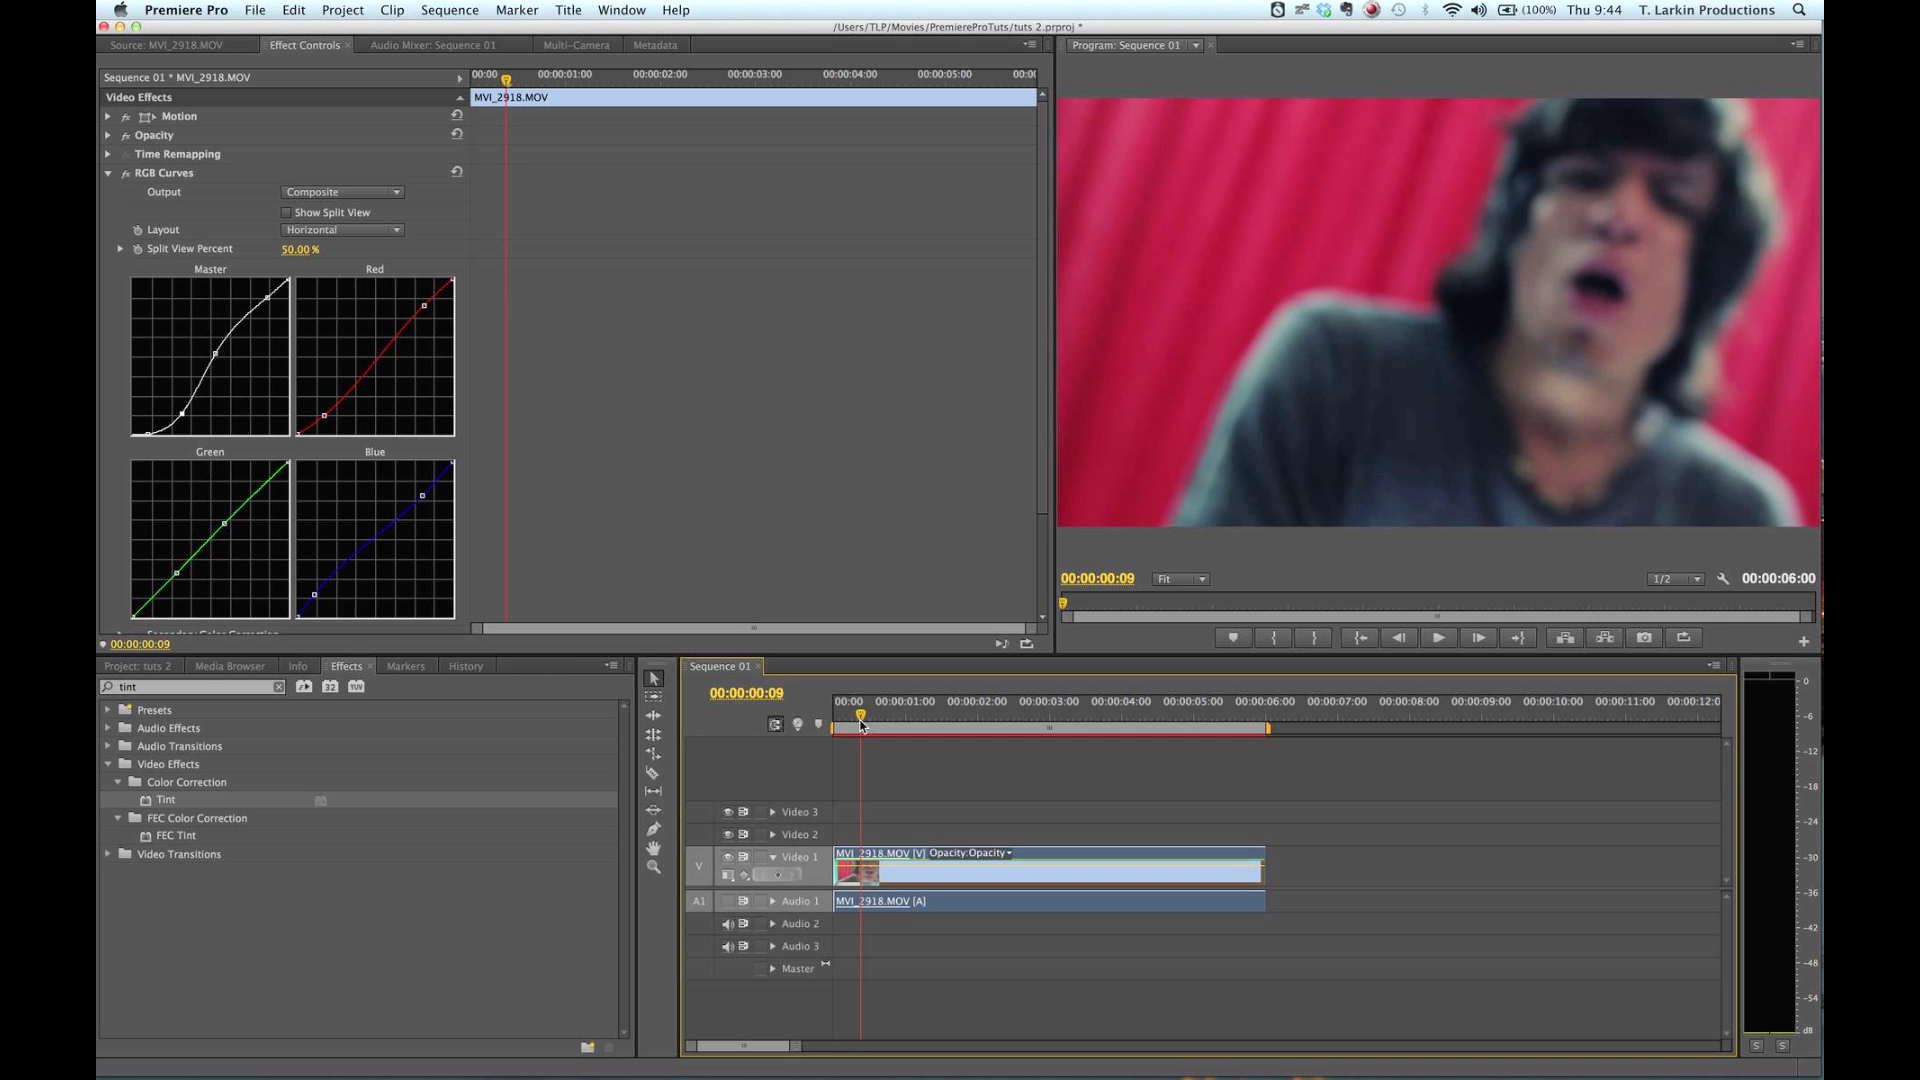 Premiere Pro File Edit Project Clip Sequence Marker Title Window Help (100%) Thu 9:44 T. Larkin Productions
/Users/TLP/Movies/PremiereProTuts/tuts 2.prproj *
Source: MVI_2918.MOV Effect Controls Audio Mixer: Sequence 01 Multi-Camera Metadata
Program: Sequence 01
Sequence 01 * MVI_2918.MOV
00:00 00:00:01:00 00:00:02:00 00:00:03:00 00:00:04:00 00:00:05:00
Video Effects
MVI_2918.MOV
Motion
Opacity
Time Remapping
RGB Curves
Output Composite
Show Split View
Layout Horizontal
Split View Percent 50.00 %
Master Red
Green Blue
00:00:00:09
00:00:00:09 Fit 1/2 00:00:06:00
Project: tuts 2 Media Browser Info Effects Markers History
tint
32 YUV
Presets
Audio Effects
Audio Transitions
Video Effects
Color Correction
Tint
FEC Color Correction
FEC Tint
Video Transitions
Sequence 01
00:00:00:09
00:00 00:00:01:00 00:00:02:00 00:00:03:00 00:00:04:00 00:00:05:00 00:00:06:00 00:00:07:00 00:00:08:00 00:00:09:00 00:00:10:00 00:00:11:00 00:00:12:0
Video 3
Video 2
V Video 1 MVI_2918.MOV [V] Opacity:Opacity
A1 Audio 1 MVI_2918.MOV [A]
Audio 2
Audio 3
Master
0
-6
-12
-18
-24
-30
-36
-42
-48
-54
dB
S S